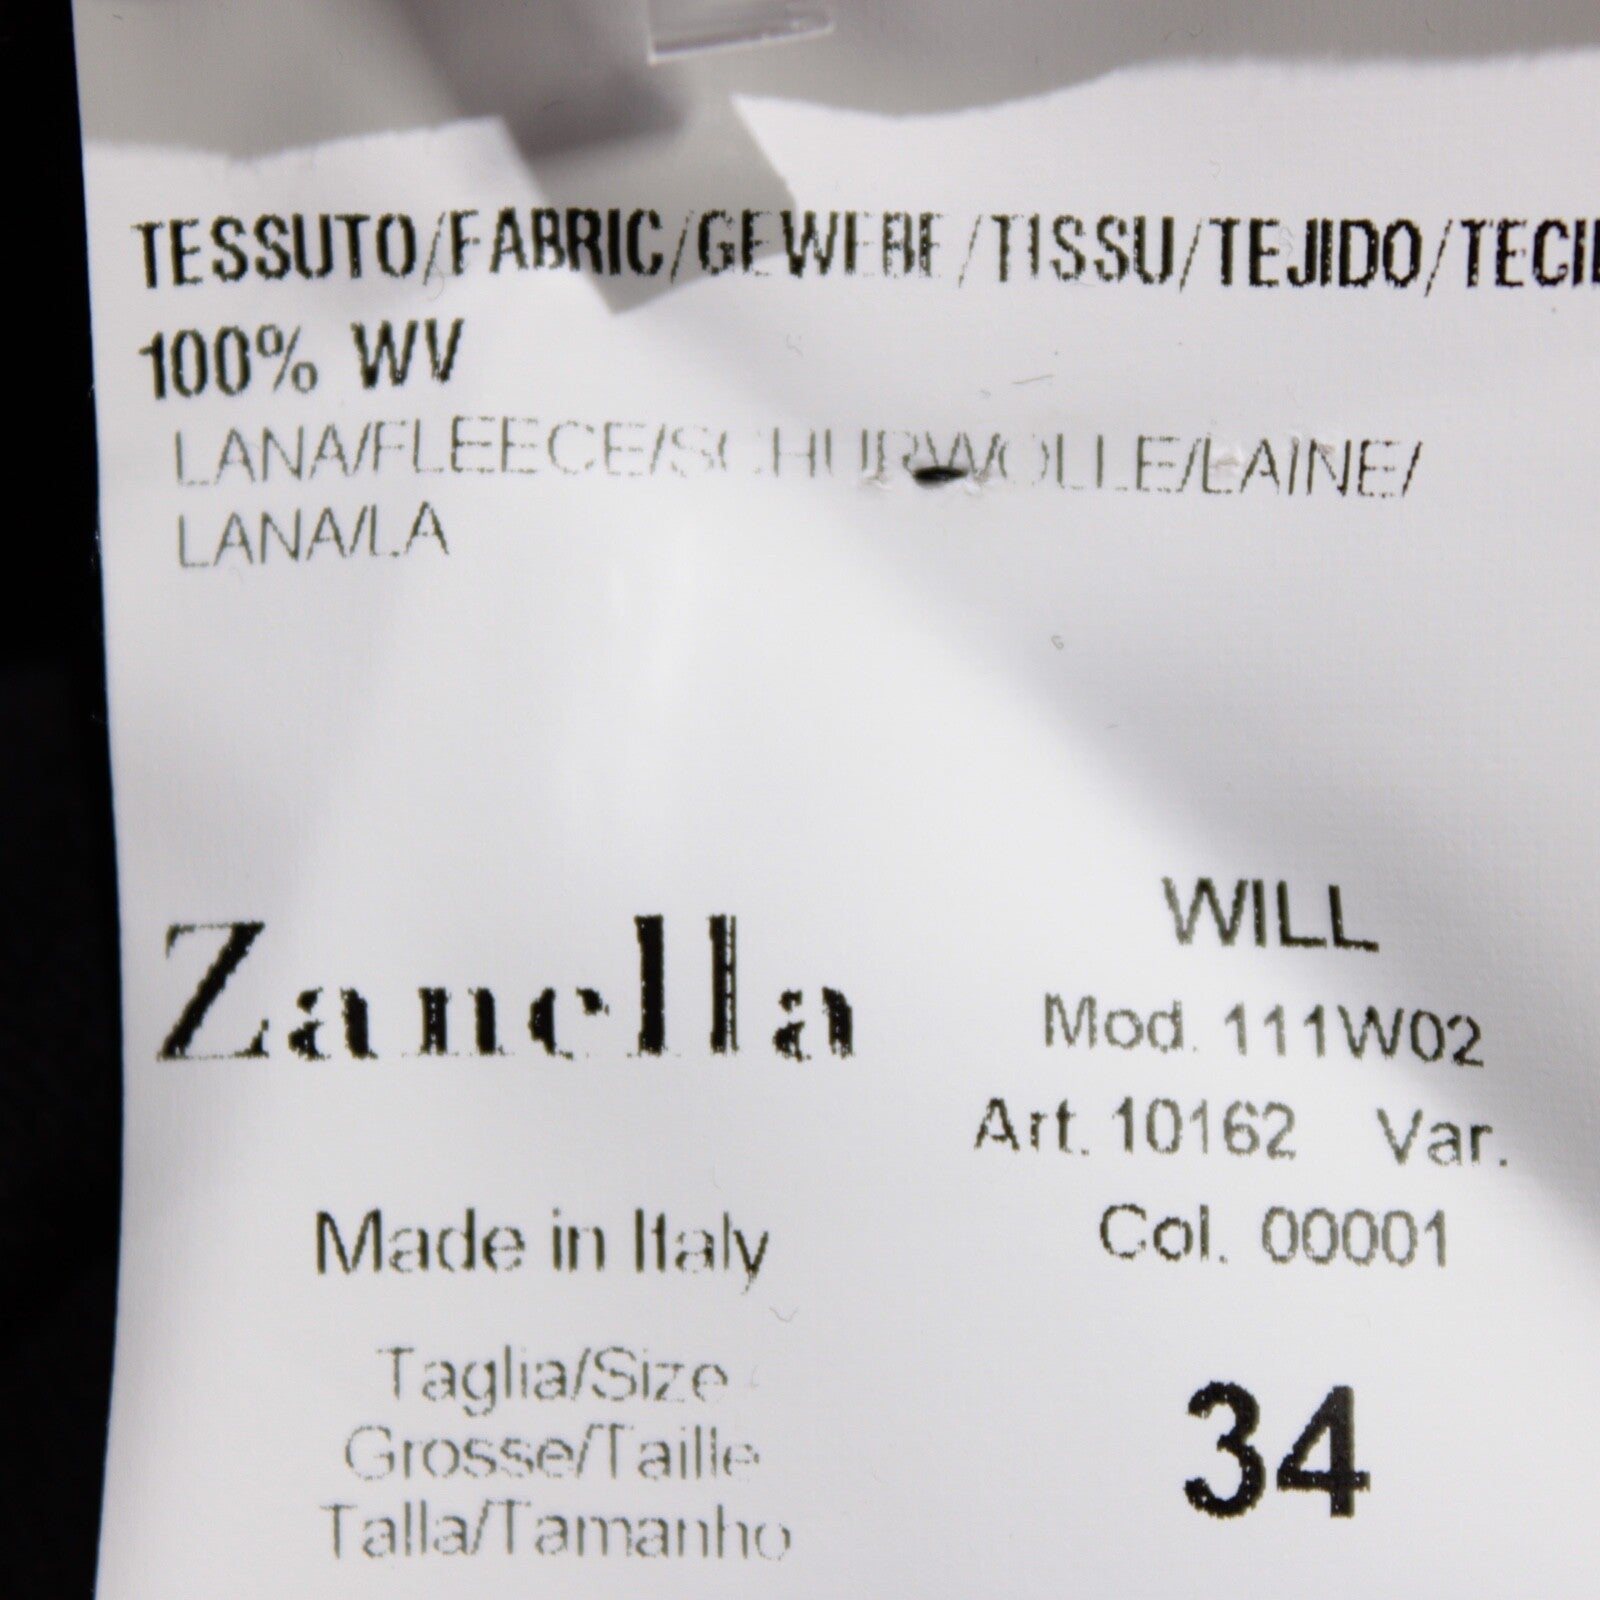 TESSUTO/FABRIC/GEWEBE/TISSU/TEJIDO/TECI
100% WV
LANA/FLEECE/SCHURWOLLE/LAINE/
LANA/LA
Zanella
WILL
Mod. 111W02
Art. 10162 Var.
Col. 00001
Made in Italy
Taglia/Size
Grosse/Taille
Talla/Tamanho
34